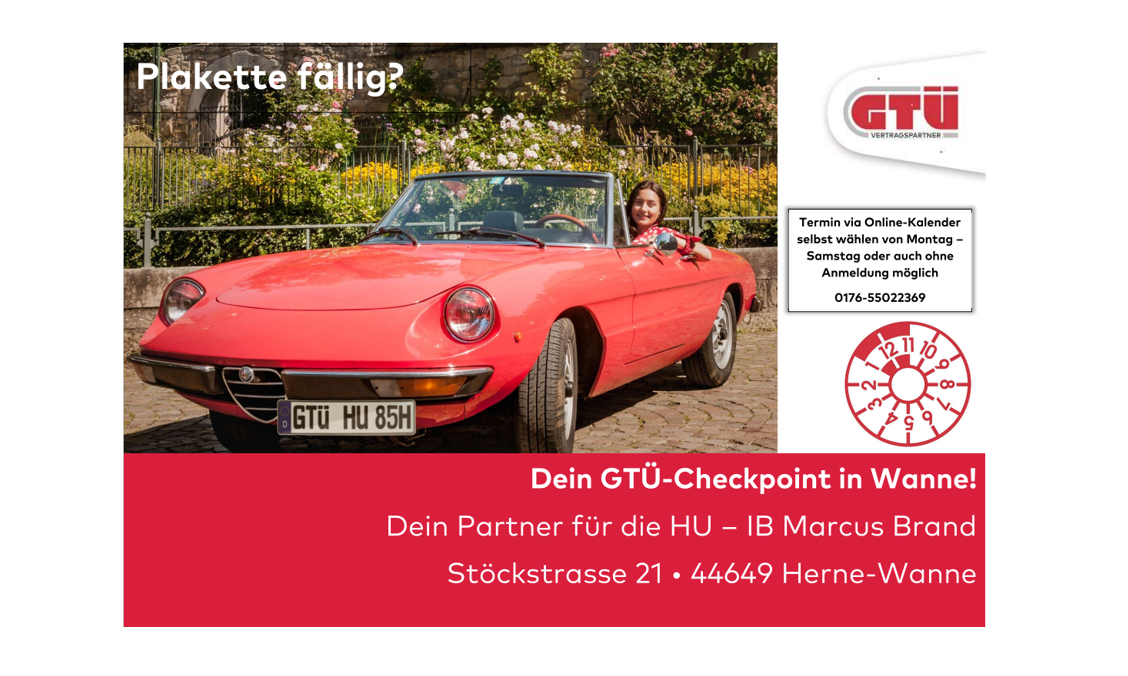 Plakette fällig?
GTÜ
VERTRAGSPARTNER
Termin via Online-Kalender
selbst wählen von Montag –
Samstag oder auch ohne
Anmeldung möglich
0176-55022369
1 12 11 10
2 9
3 8
4 5 6 7
D GTÜ HU 85H
Dein GTÜ-Checkpoint in Wanne!
Dein Partner für die HU – IB Marcus Brand
Stöckstrasse 21 • 44649 Herne-Wanne